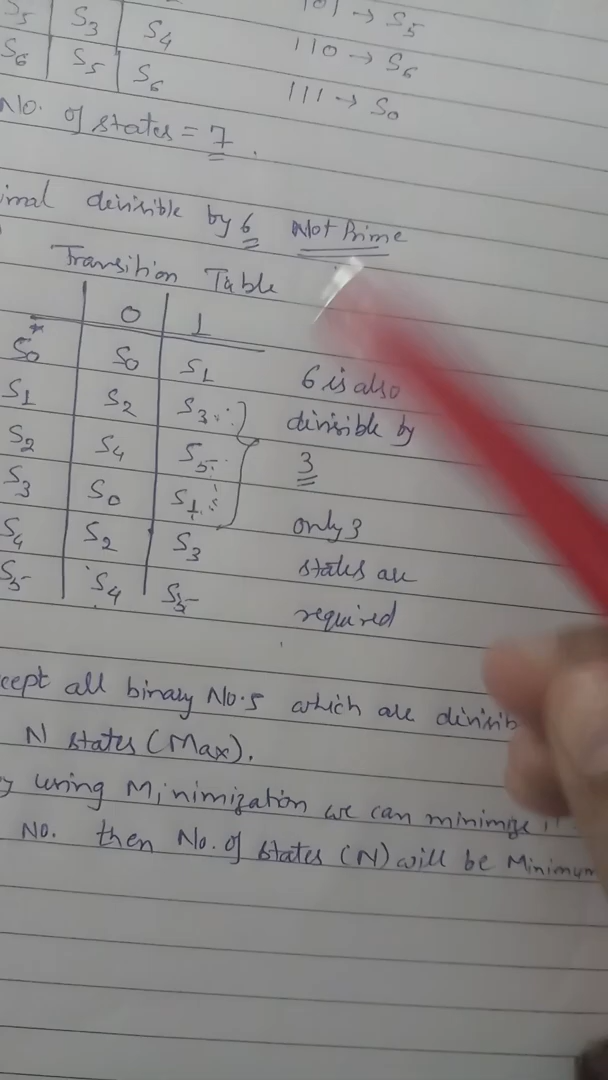 S5 S3 S4 101 → S5
S6 S5 S6 110 → S6
111 → S0
No. of states = 7.
divisible by 6 Not Prime
Transition Table
0 1
*S0 S0 S1 6 is also
S1 S2 S3 divisible by
S2 S4 S5 3
S3 S0 S1 only 3
S4 S2 S3 states are
S5 S4 S5 required
all binary No.s which are
N states (Max).
using Minimization we can minimize
No. then No. of states (N) will be Minimum